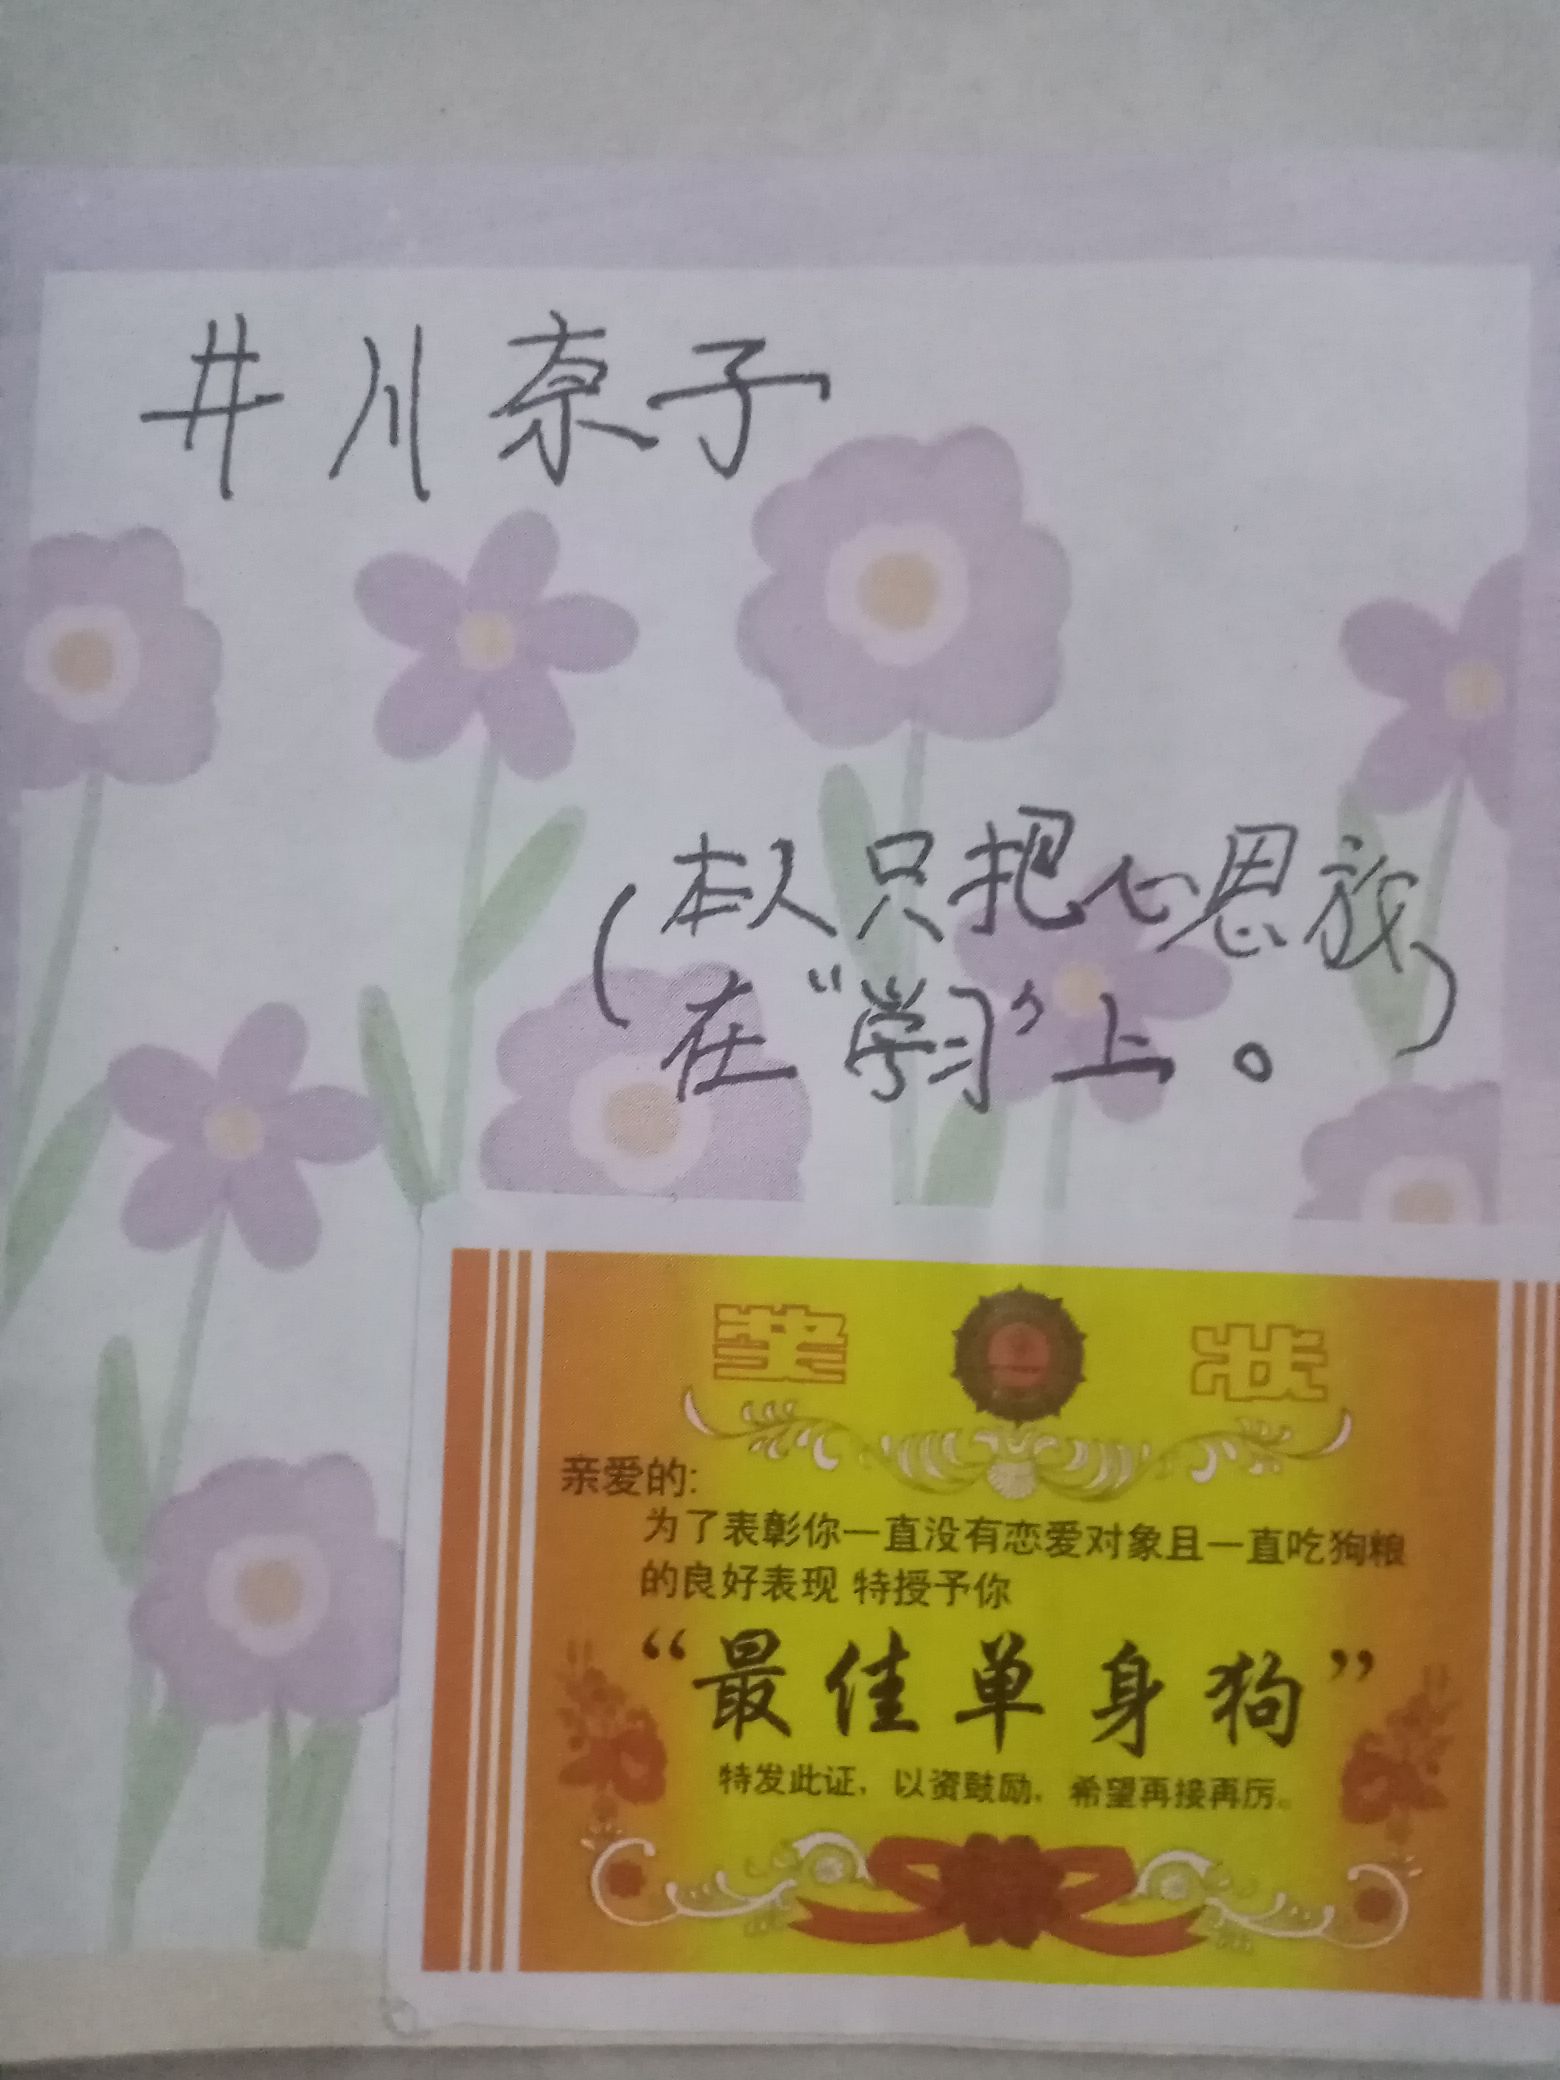 井川奈子
(本人只把心思放
在“学习”上。)
奖 状
亲爱的:
为了表彰你一直没有恋爱对象且一直吃狗粮
的良好表现 特授予你
“最佳单身狗”
特发此证，以资鼓励，希望再接再厉。